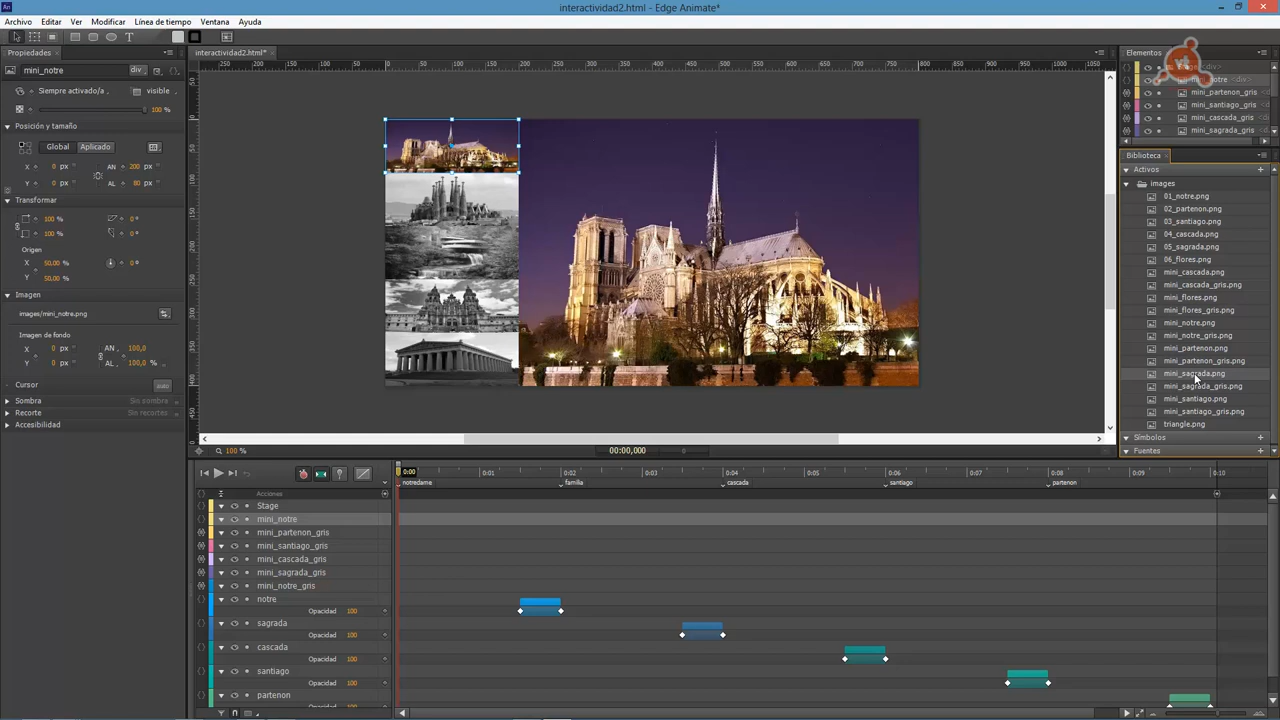 An
interactividad2.html* - Edge Animate*
Archivo Editar Ver Modificar Línea de tiempo Ventana Ayuda
Propiedades
interactividad2.html*
Elementos
mini_notre div
Siempre activado/a visible
100 %
Posición y tamaño
Global Aplicado
X 0 px AN 200 px
Y 0 px AL 80 px
Transformar
100 % 0°
100 % 0°
Origen
X 50,00 % 0°
Y 50,00 %
Imagen
images/mini_notre.png
Imagen de fondo
X 0 px AN 100,0
Y 0 px AL 100,0 %
Cursor auto
Sombra Sin sombra
Recorte Sin recorte
Accesibilidad
mini_partenon_gris
mini_santiago_gris
mini_cascada_gris
mini_sagrada_gris
Biblioteca
Activos
images
01_notre.png
02_partenon.png
03_santiago.png
04_cascada.png
05_sagrada.png
06_flores.png
mini_cascada.png
mini_cascada_gris.png
mini_flores.png
mini_flores_gris.png
mini_notre.png
mini_notre_gris.png
mini_partenon.png
mini_partenon_gris.png
mini_sagrada.png
mini_sagrada_gris.png
mini_santiago.png
mini_santiago_gris.png
triangle.png
Símbolos
Fuentes
100 % 00:00,000
0:00 0:01 0:02 0:03 0:04 0:05 0:06 0:07 0:08 0:09 0:10
notredame familia cascada santiago partenon
Acciones
Stage
mini_notre
mini_partenon_gris
mini_santiago_gris
mini_cascada_gris
mini_sagrada_gris
mini_notre_gris
notre
Opacidad 100
sagrada
Opacidad 100
cascada
Opacidad 100
santiago
Opacidad 100
partenon